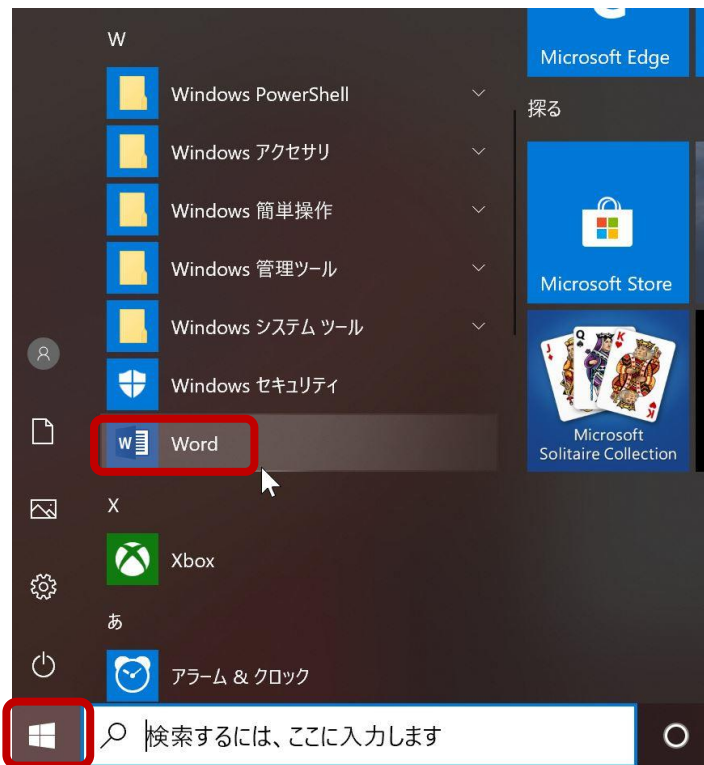 W
Windows PowerShell
Windows アクセサリ
Windows 簡単操作
Windows 管理ツール
Windows システム ツール
Windows セキュリティ
Word
X
Xbox
あ
アラーム & クロック
検索するには、ここに入力します
Microsoft Edge
探る
Microsoft Store
Microsoft
Solitaire Collection